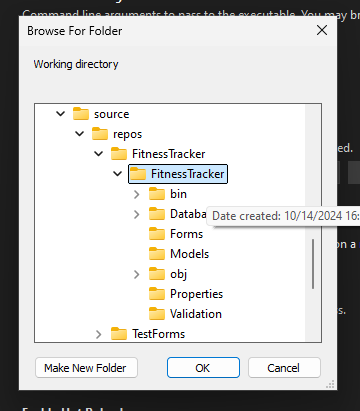 Command line arguments to pass to the executable. You may br
Browse For Folder
Working directory
source
repos
FitnessTracker
FitnessTracker
bin
Databa
Date created: 10/14/2024 16:
Forms
Models
obj
Properties
Validation
TestForms
Make New Folder
OK
Cancel
ed.
on a
s.